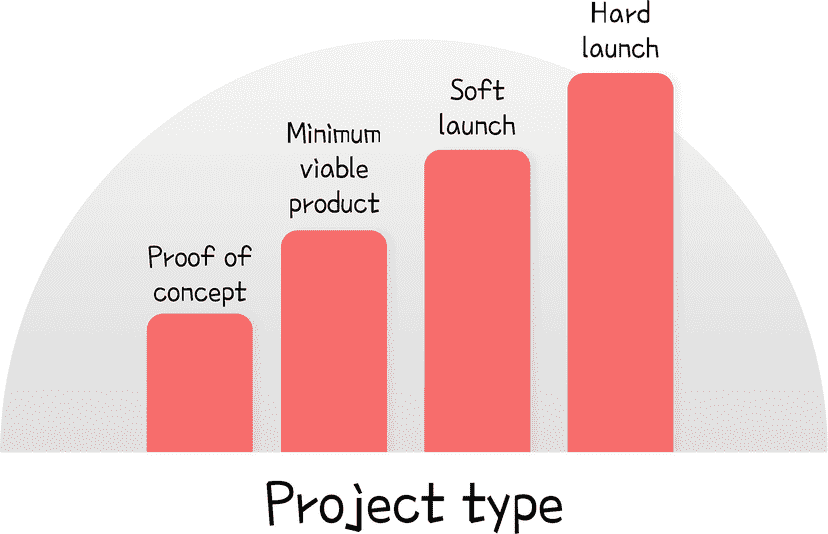 Proof of
concept
Minimum
viable
product
Soft
launch
Hard
launch
Project type